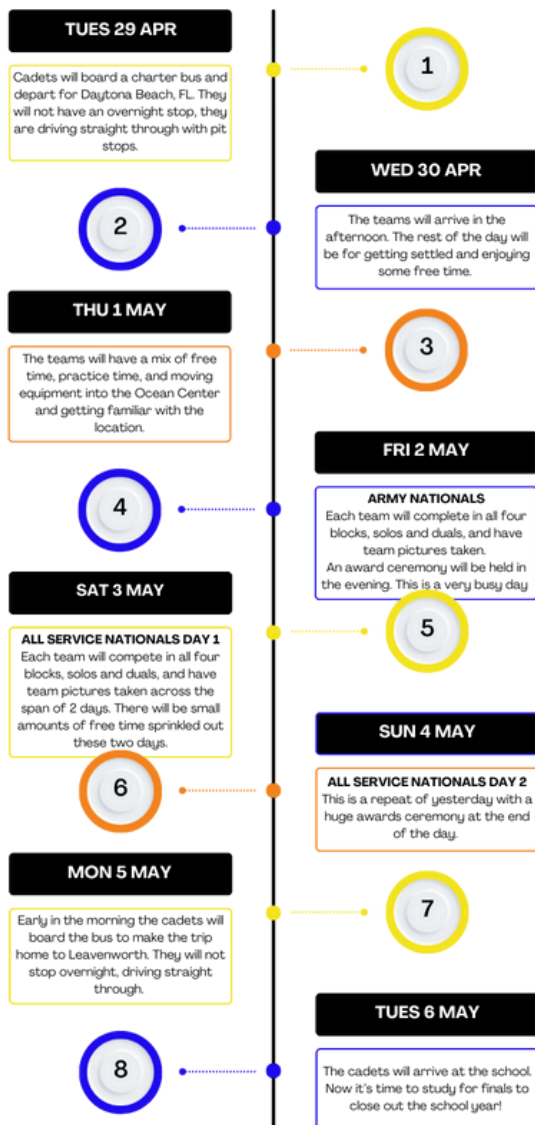 TUES 29 APR
1
Cadets will board a charter bus and
depart for Daytona Beach, FL. They
will not have an overnight stop, they
are driving straight through with pit
stops.
WED 30 APR
2
The teams will arrive in the
afternoon. The rest of the day will
be for getting settled and enjoying
some free time.
THU 1 MAY
3
The teams will have a mix of free
time, practice time, and moving
equipment into the Ocean Center
and getting familiar with the
location.
FRI 2 MAY
4
ARMY NATIONALS
Each team will complete in all four
blocks, solos and duals, and have
team pictures taken.
An award ceremony will be held in
the evening. This is a very busy day
SAT 3 MAY
5
ALL SERVICE NATIONALS DAY 1
Each team will compete in all four
blocks, solos and duals, and have
team pictures taken across the
span of 2 days. There will be small
amounts of free time sprinkled out
these two days.
SUN 4 MAY
6
ALL SERVICE NATIONALS DAY 2
This is a repeat of yesterday with a
huge awards ceremony at the end
of the day.
MON 5 MAY
7
Early in the morning the cadets will
board the bus to make the trip
home to Leavenworth. They will not
stop overnight, driving straight
through.
TUES 6 MAY
8
The cadets will arrive at the school.
Now it's time to study for finals to
close out the school year!